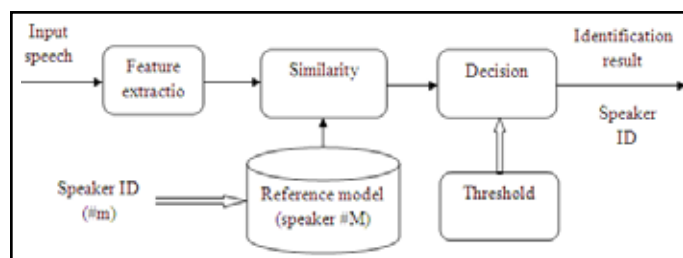 Input
speech
Feature
extractio
Similarity
Decision
Identification
result
Speaker
ID
Speaker ID
(#m)
Reference model
(speaker #M)
Threshold